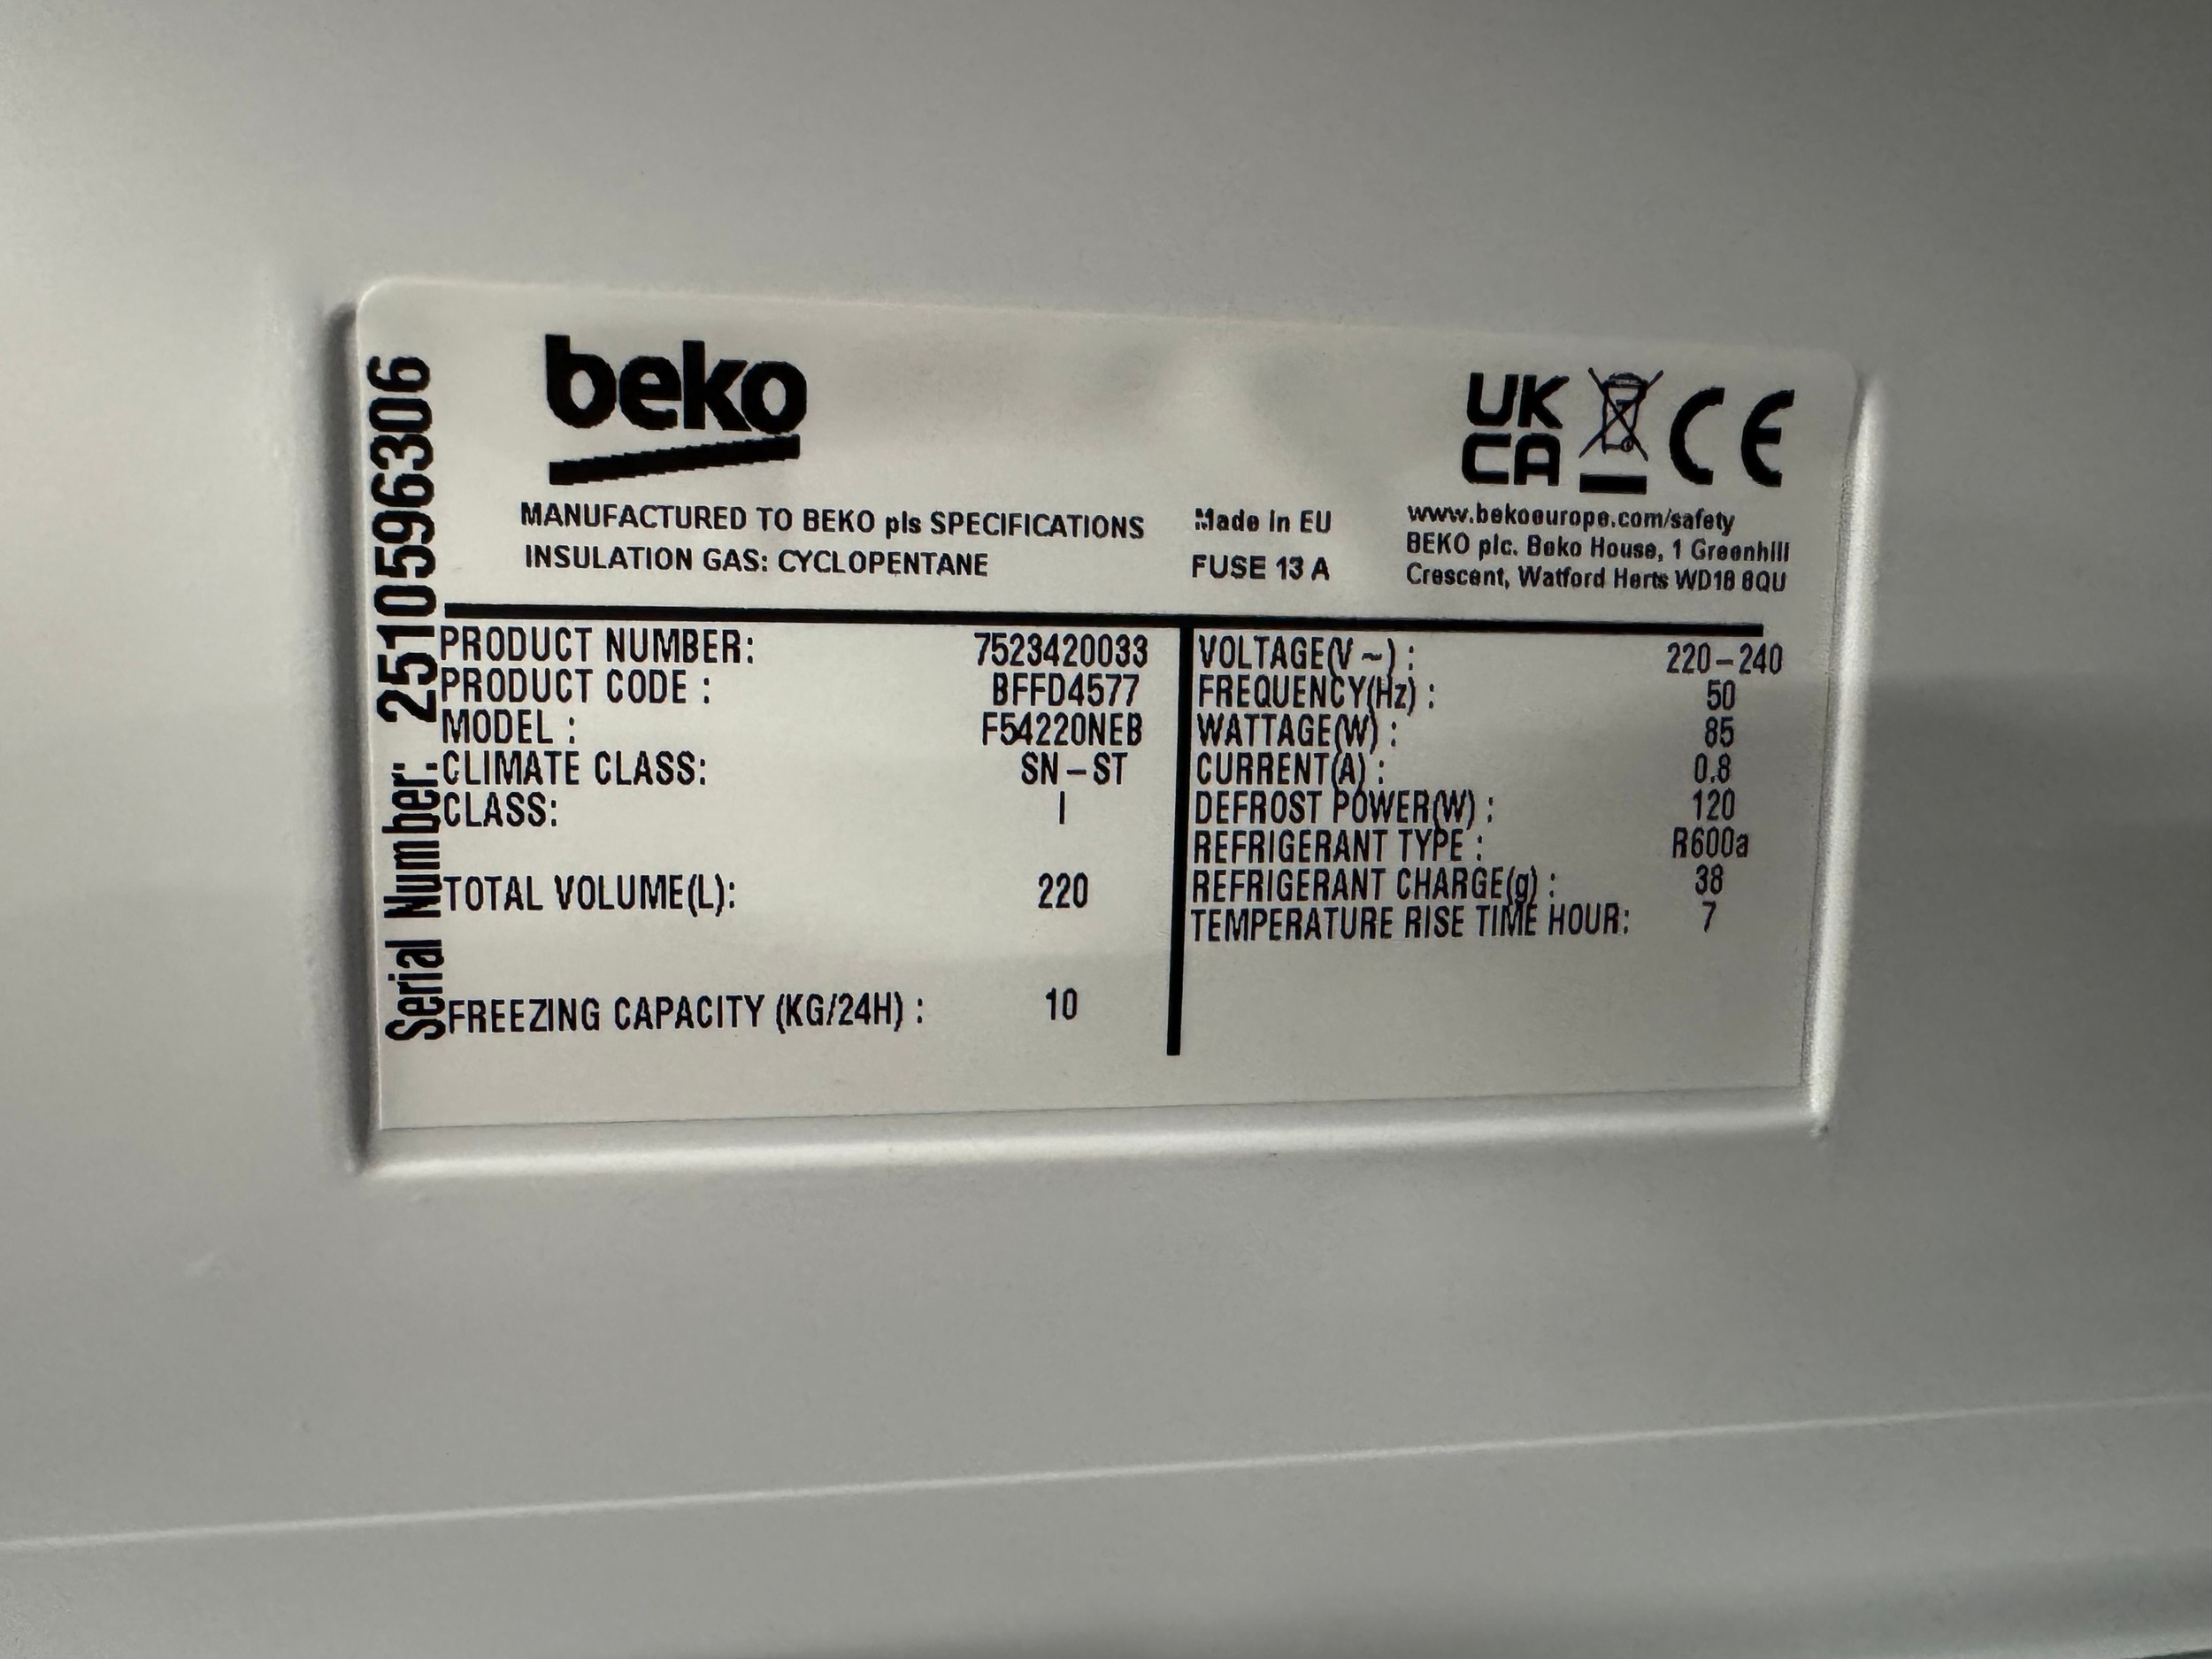 beko
UK
CA
CE
MANUFACTURED TO BEKO pls SPECIFICATIONS
INSULATION GAS: CYCLOPENTANE
Made in EU
FUSE 13 A
www.bekoeurope.com/safety
BEKO plc. Beko House, 1 Greenhill
Crescent, Watford Herts WD18 8QU
Serial Number: 2510596306
PRODUCT NUMBER: 7523420033
PRODUCT CODE : BFFD4577
MODEL : F54220NEB
CLIMATE CLASS: SN-ST
CLASS: I
TOTAL VOLUME(L): 220
FREEZING CAPACITY (KG/24H) : 10
VOLTAGE(V ~) : 220-240
FREQUENCY(Hz) : 50
WATTAGE(W) : 85
CURRENT(A) : 0.8
DEFROST POWER(W) : 120
REFRIGERANT TYPE : R600a
REFRIGERANT CHARGE(g) : 38
TEMPERATURE RISE TIME HOUR: 7